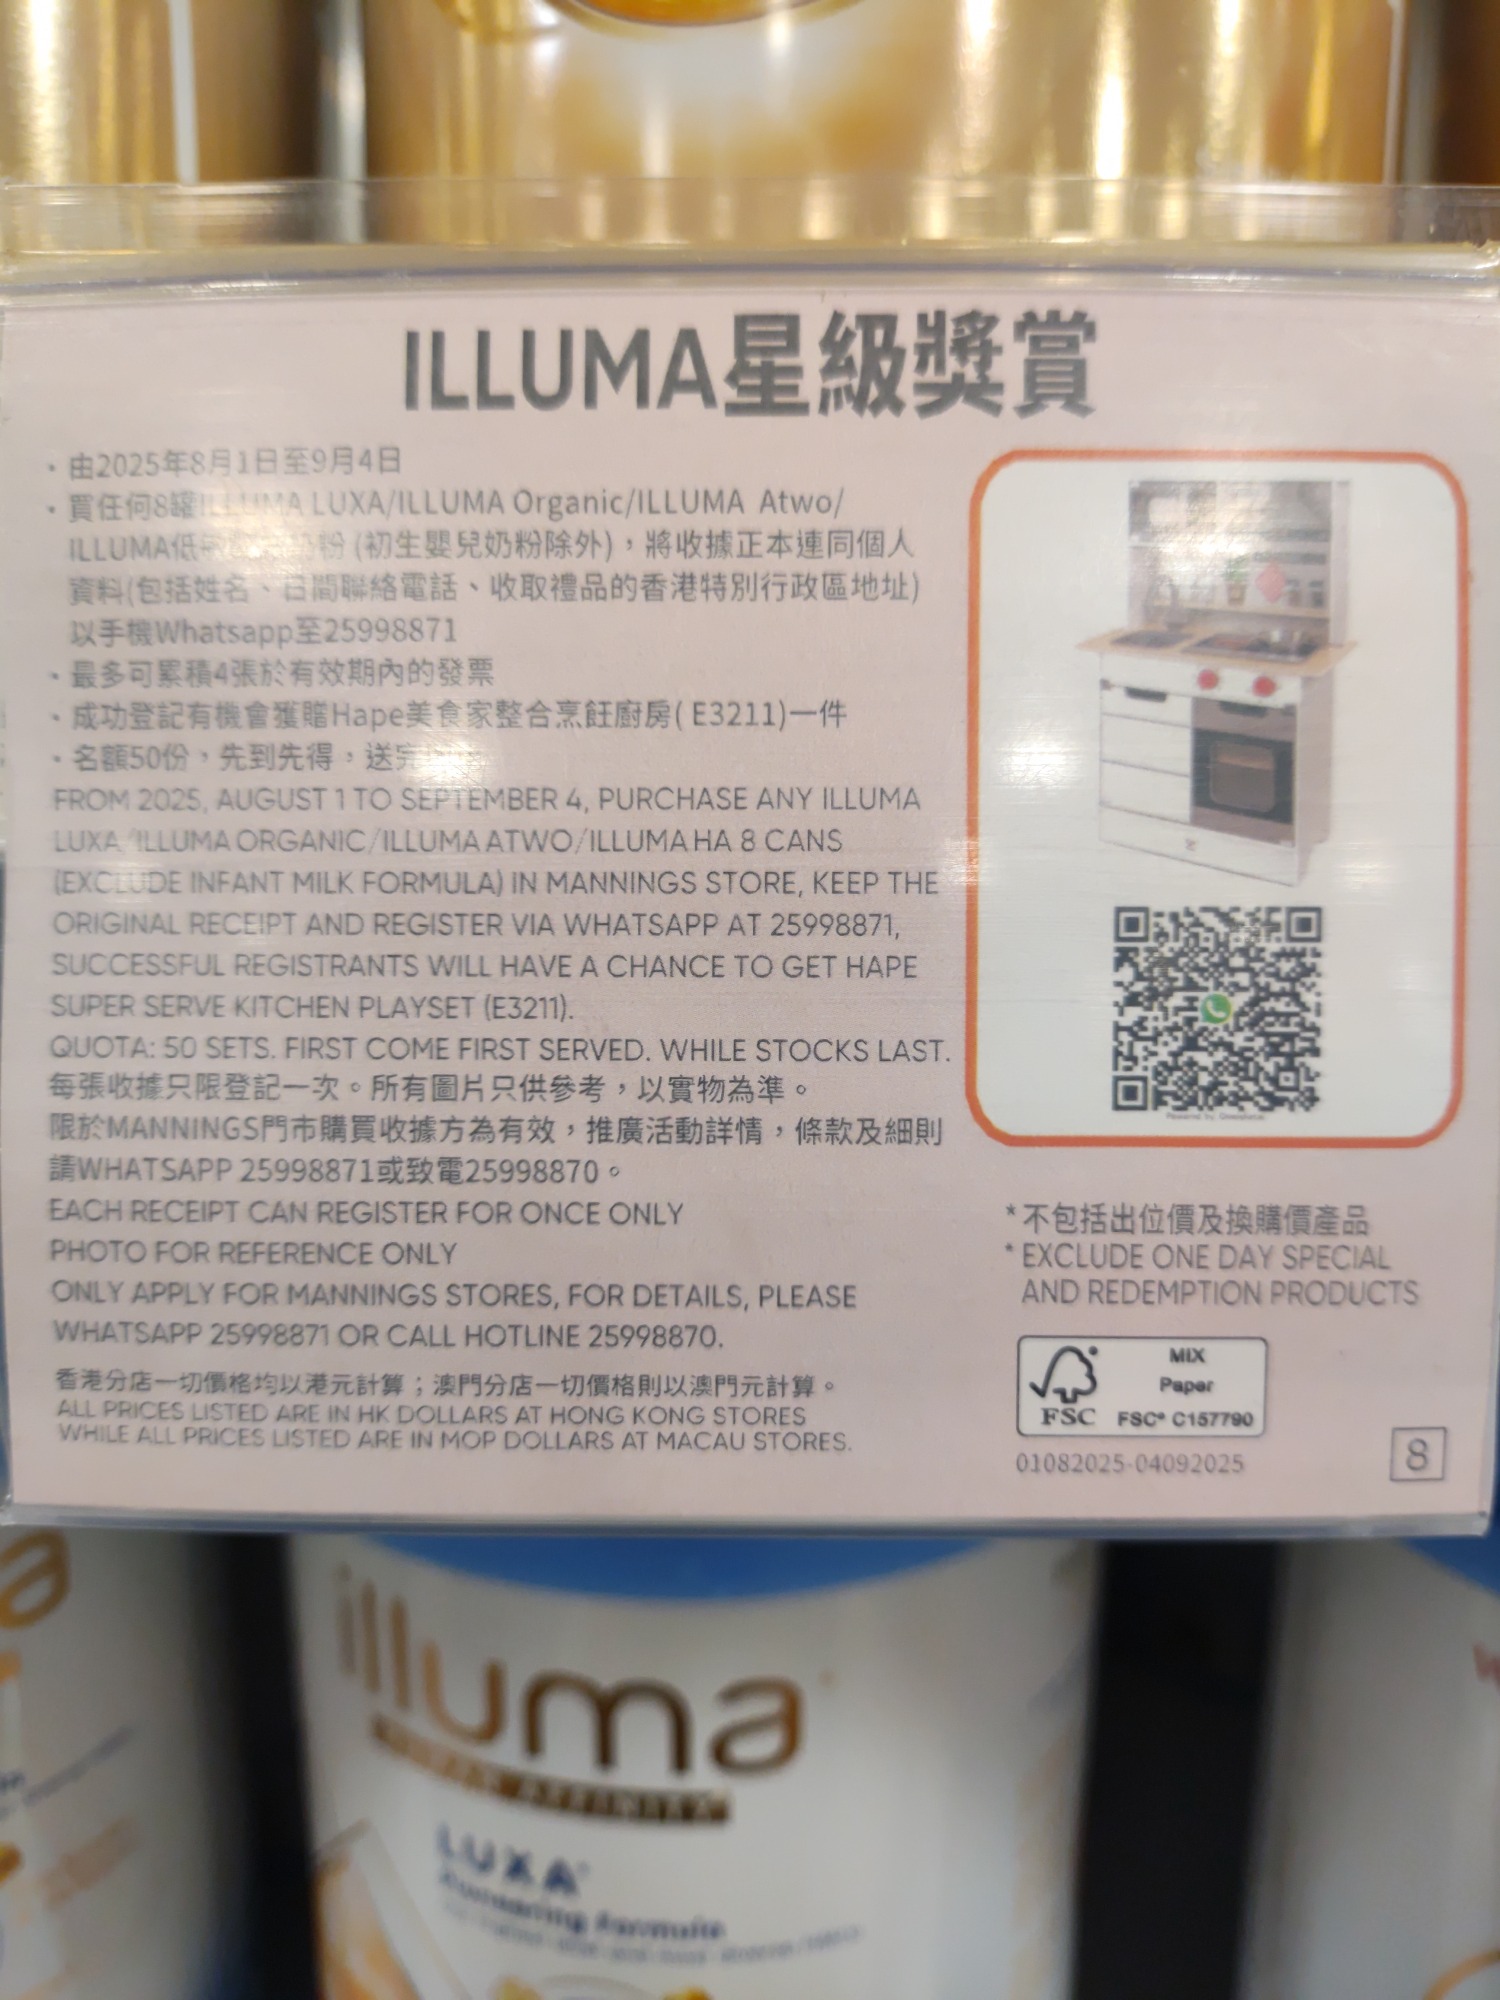 ILLUMA星級獎賞
· 由2025年8月1日至9月4日
· 買任何8罐ILLUMA LUXA/ILLUMA Organic/ILLUMA Atwo/
ILLUMA低 粉 (初生嬰兒奶粉除外)，將收據正本連同個人
資料(包括姓名、日間聯絡電話、收取禮品的香港特別行政區地址)
以手機Whatsapp至25998871
· 最多可累積4張於有效期內的發票
· 成功登記有機會獲贈Hape美食家整合烹飪廚房( E3211)一件
· 名額50份，先到先得，送完
FROM 2025, AUGUST 1 TO SEPTEMBER 4, PURCHASE ANY ILLUMA
LUXA/ILLUMA ORGANIC/ILLUMA ATWO/ILLUMA HA 8 CANS
(EXCLUDE INFANT MILK FORMULA) IN MANNINGS STORE, KEEP THE
ORIGINAL RECEIPT AND REGISTER VIA WHATSAPP AT 25998871,
SUCCESSFUL REGISTRANTS WILL HAVE A CHANCE TO GET HAPE
SUPER SERVE KITCHEN PLAYSET (E3211).
QUOTA: 50 SETS. FIRST COME FIRST SERVED. WHILE STOCKS LAST.
每張收據只限登記一次。所有圖片只供參考，以實物為準。
限於MANNINGS門市購買收據方為有效，推廣活動詳情，條款及細則
請WHATSAPP 25998871或致電25998870。
EACH RECEIPT CAN REGISTER FOR ONCE ONLY
PHOTO FOR REFERENCE ONLY
ONLY APPLY FOR MANNINGS STORES, FOR DETAILS, PLEASE
WHATSAPP 25998871 OR CALL HOTLINE 25998870.
香港分店一切價格均以港元計算；澳門分店一切價格則以澳門元計算。
ALL PRICES LISTED ARE IN HK DOLLARS AT HONG KONG STORES
WHILE ALL PRICES LISTED ARE IN MOP DOLLARS AT MACAU STORES.
*不包括出位價及換購價產品
*EXCLUDE ONE DAY SPECIAL
AND REDEMPTION PRODUCTS
MIX
Paper
FSC FSC® C157790
01082025-04092025
8
illuma
LUXA
Formula